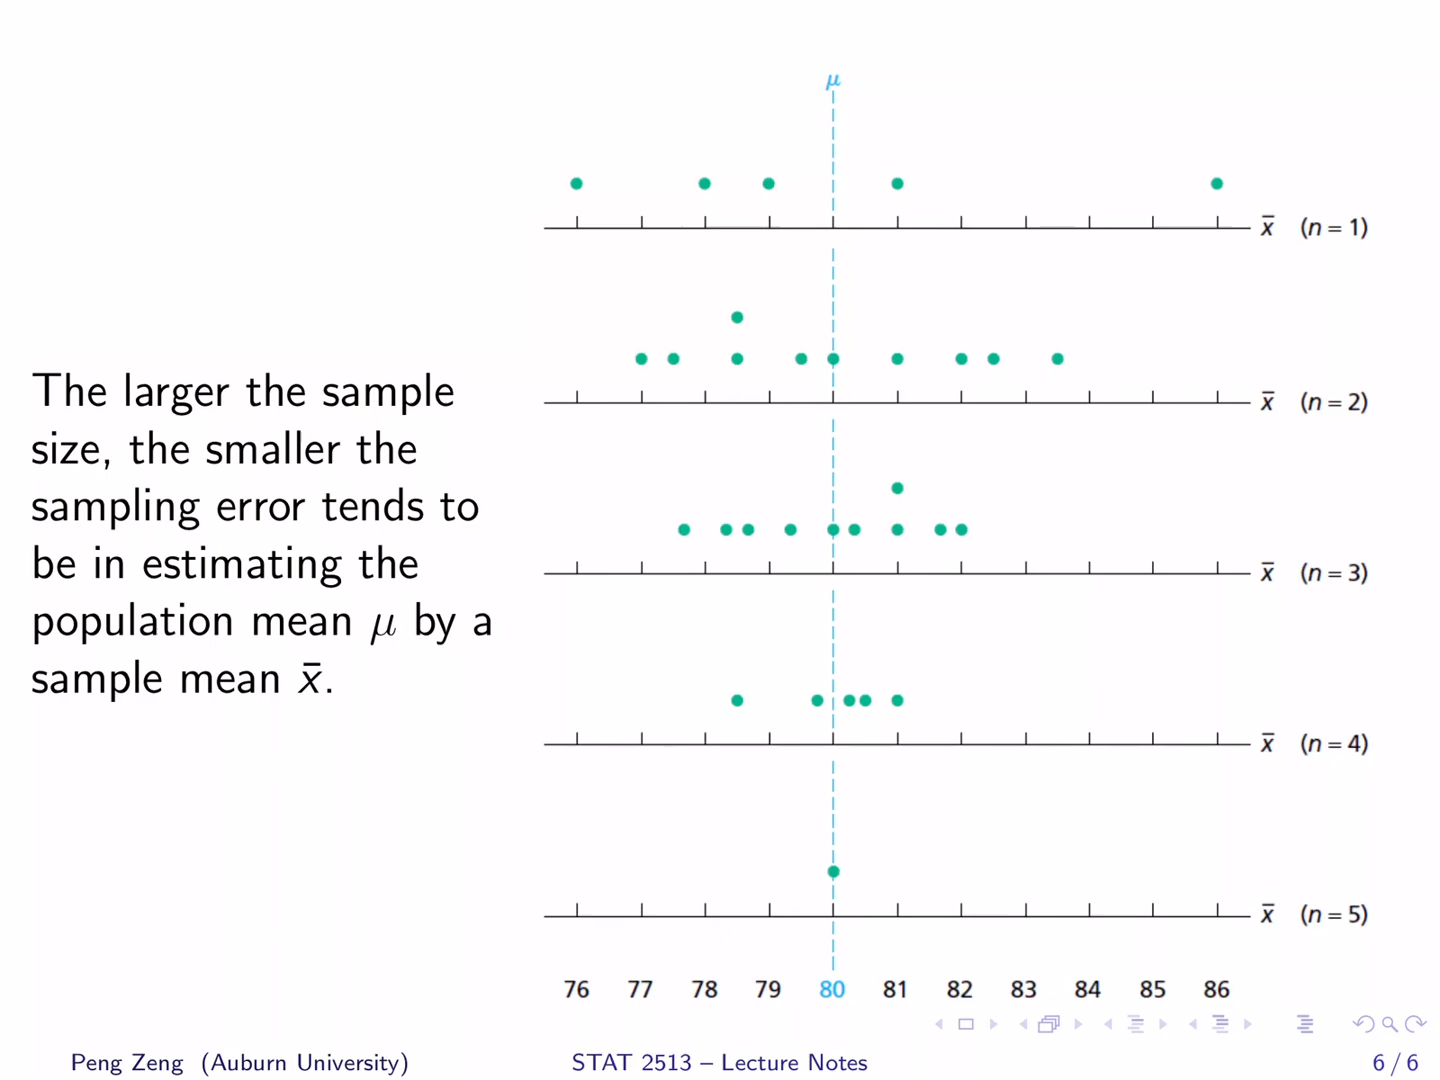 The larger the sample
size, the smaller the
sampling error tends to
be in estimating the
population mean μ by a
sample mean x̄.
μ
x̄ (n = 1)
x̄ (n = 2)
x̄ (n = 3)
x̄ (n = 4)
x̄ (n = 5)
76 77 78 79 80 81 82 83 84 85 86
Peng Zeng (Auburn University) STAT 2513 – Lecture Notes 6 / 6